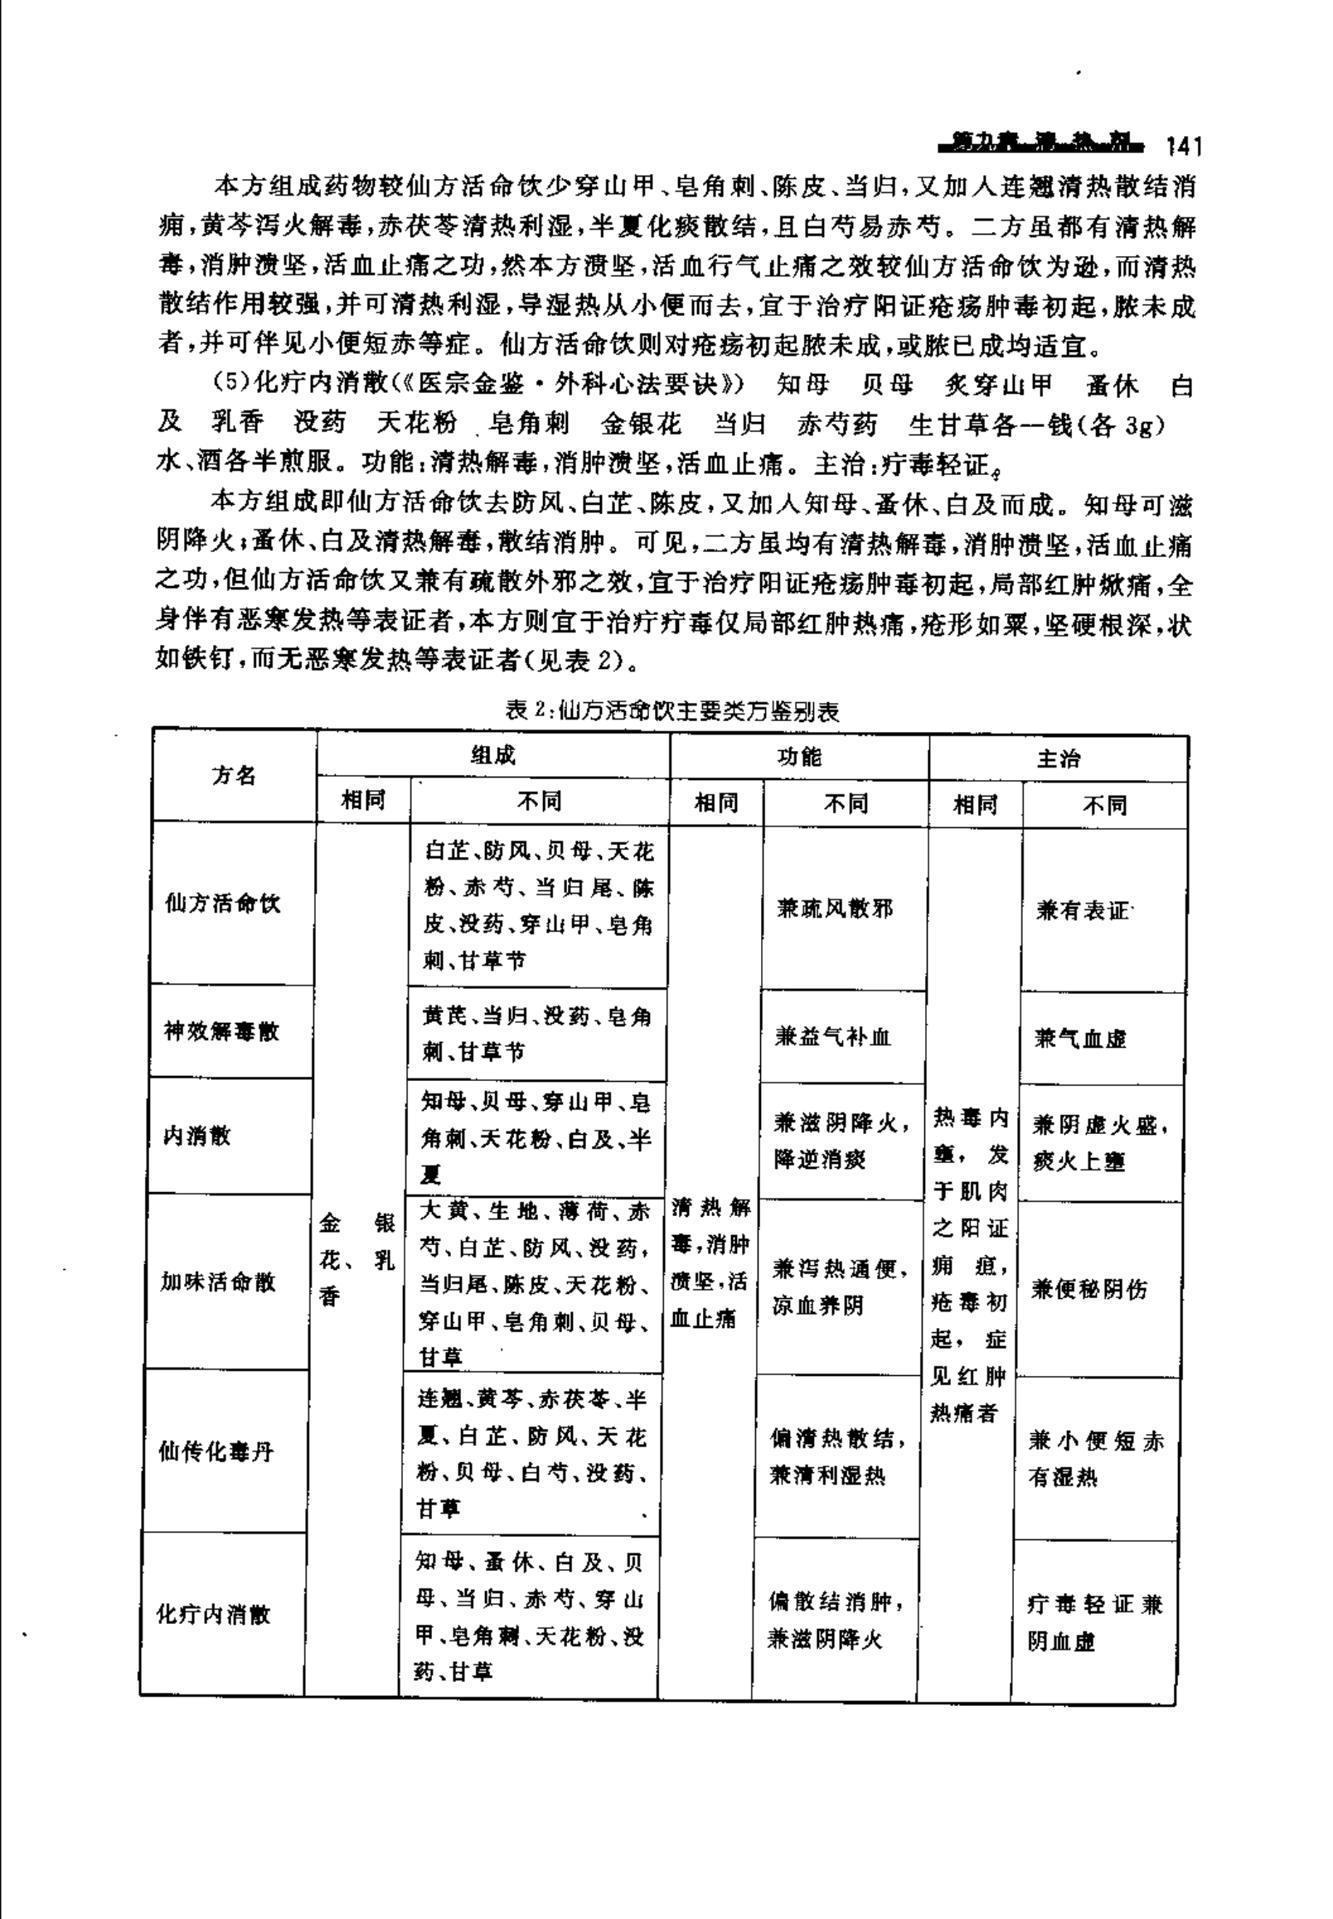 第九章 清热剂 141
本方组成药物较仙方活命饮少穿山甲、皂角刺、陈皮、当归,又加人连翘清热散结消
痈,黄芩泻火解毒,赤茯苓清热利湿,半夏化痰散结,且白芍易赤芍。二方虽都有清热解
毒,消肿溃坚,活血止痛之功,然本方溃坚,活血行气止痛之效较仙方活命饮为逊,而清热
散结作用较强,并可清热利湿,导湿热从小便而去,宜于治疗阳证疮疡肿毒初起,脓未成
者,并可伴见小便短赤等症。仙方活命饮则对疮疡初起脓未成,或脓已成均适宜。
(5)化疔内消散(《医宗金鉴·外科心法要诀》) 知母 贝母 炙穿山甲 蚤休 白
及 乳香 没药 天花粉 皂角刺 金银花 当归 赤芍药 生甘草各一钱(各 3g)
水、酒各半煎服。功能:清热解毒,消肿溃坚,活血止痛。主治:疔毒轻证。
本方组成即仙方活命饮去防风、白芷、陈皮,又加人知母、蚤休、白及而成。知母可滋
阴降火;蚤休、白及清热解毒,散结消肿。可见,二方虽均有清热解毒,消肿溃坚,活血止痛
之功,但仙方活命饮又兼有疏散外邪之效,宜于治疗阳证疮疡肿毒初起,局部红肿焮痛,全
身伴有恶寒发热等表证者,本方则宜于治疗疔毒仅局部红肿热痛,疮形如粟,坚硬根深,状
如铁钉,而无恶寒发热等表证者(见表 2)。
表 2:仙方活命饮主要类方鉴别表
方名 组成 功能 主治
相同 不同 相同 不同 相同 不同
仙方活命饮
白芷、防风、贝母、天花
粉、赤芍、当归尾、陈
皮、没药、穿山甲、皂角
刺、甘草节
兼疏风散邪
兼有表证
神效解毒散
黄芪、当归、没药、皂角
刺、甘草节
兼益气补血
兼气血虚
内消散
知母、贝母、穿山甲、皂
角刺、天花粉、白及、半
夏
兼滋阴降火,
降逆消痰
兼阴虚火盛,
痰火上壅
金银
花、乳
香
清热解
毒,消肿
溃坚,活
血止痛
热毒内
壅,发
于肌肉
之阳证
痈疽,
疮毒初
起,症
见红肿
热痛者
加味活命散
大黄、生地、薄荷、赤
芍、白芷、防风、没药,
当归尾、陈皮、天花粉、
穿山甲、皂角刺、贝母、
甘草
兼泻热通便,
凉血养阴
兼便秘阴伤
仙传化毒丹
连翘、黄芩、赤茯苓、半
夏、白芷、防风、天花
粉、贝母、白芍、没药、
甘草
偏清热散结,
兼清利湿热
兼小便短赤
有湿热
化疔内消散
知母、蚤休、白及、贝
母、当归、赤芍、穿山
甲、皂角刺、天花粉、没
药、甘草
偏散结消肿,
兼滋阴降火
疔毒轻证兼
阴血虚